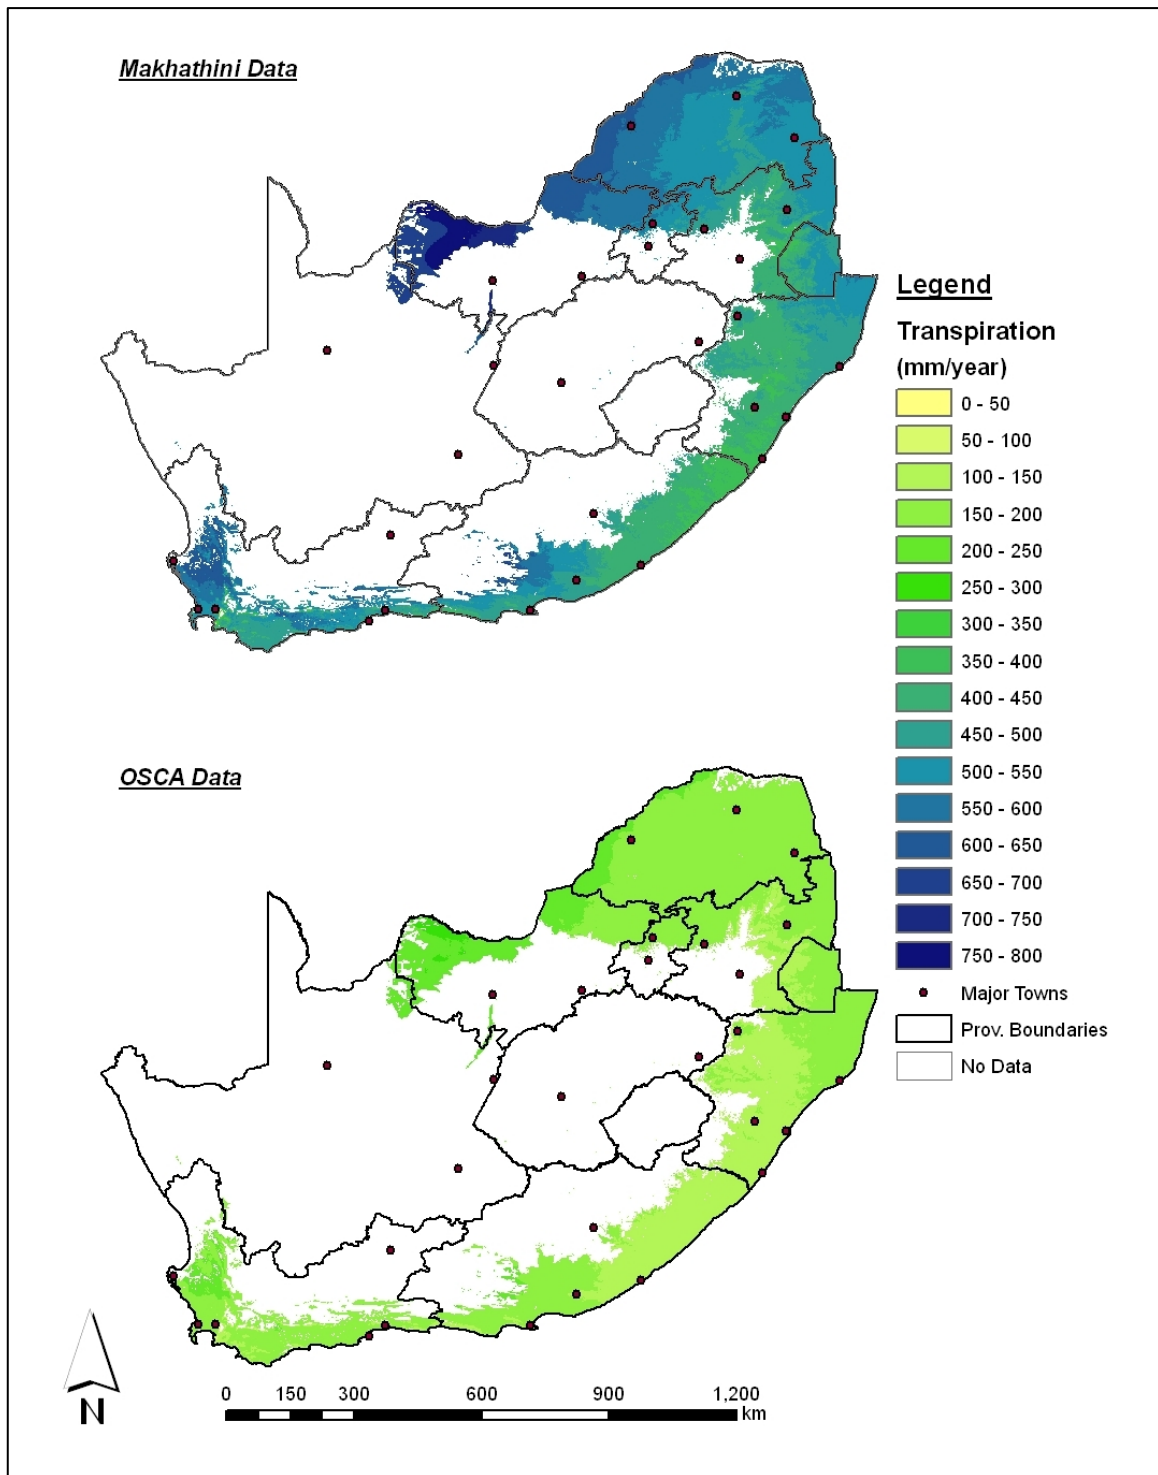 Makhathini Data
Legend
Transpiration
(mm/year)
0 - 50
50 - 100
100 - 150
150 - 200
200 - 250
250 - 300
300 - 350
350 - 400
400 - 450
450 - 500
500 - 550
550 - 600
600 - 650
650 - 700
700 - 750
750 - 800
Major Towns
Prov. Boundaries
No Data
OSCA Data
N
0 150 300 600 900 1,200
km